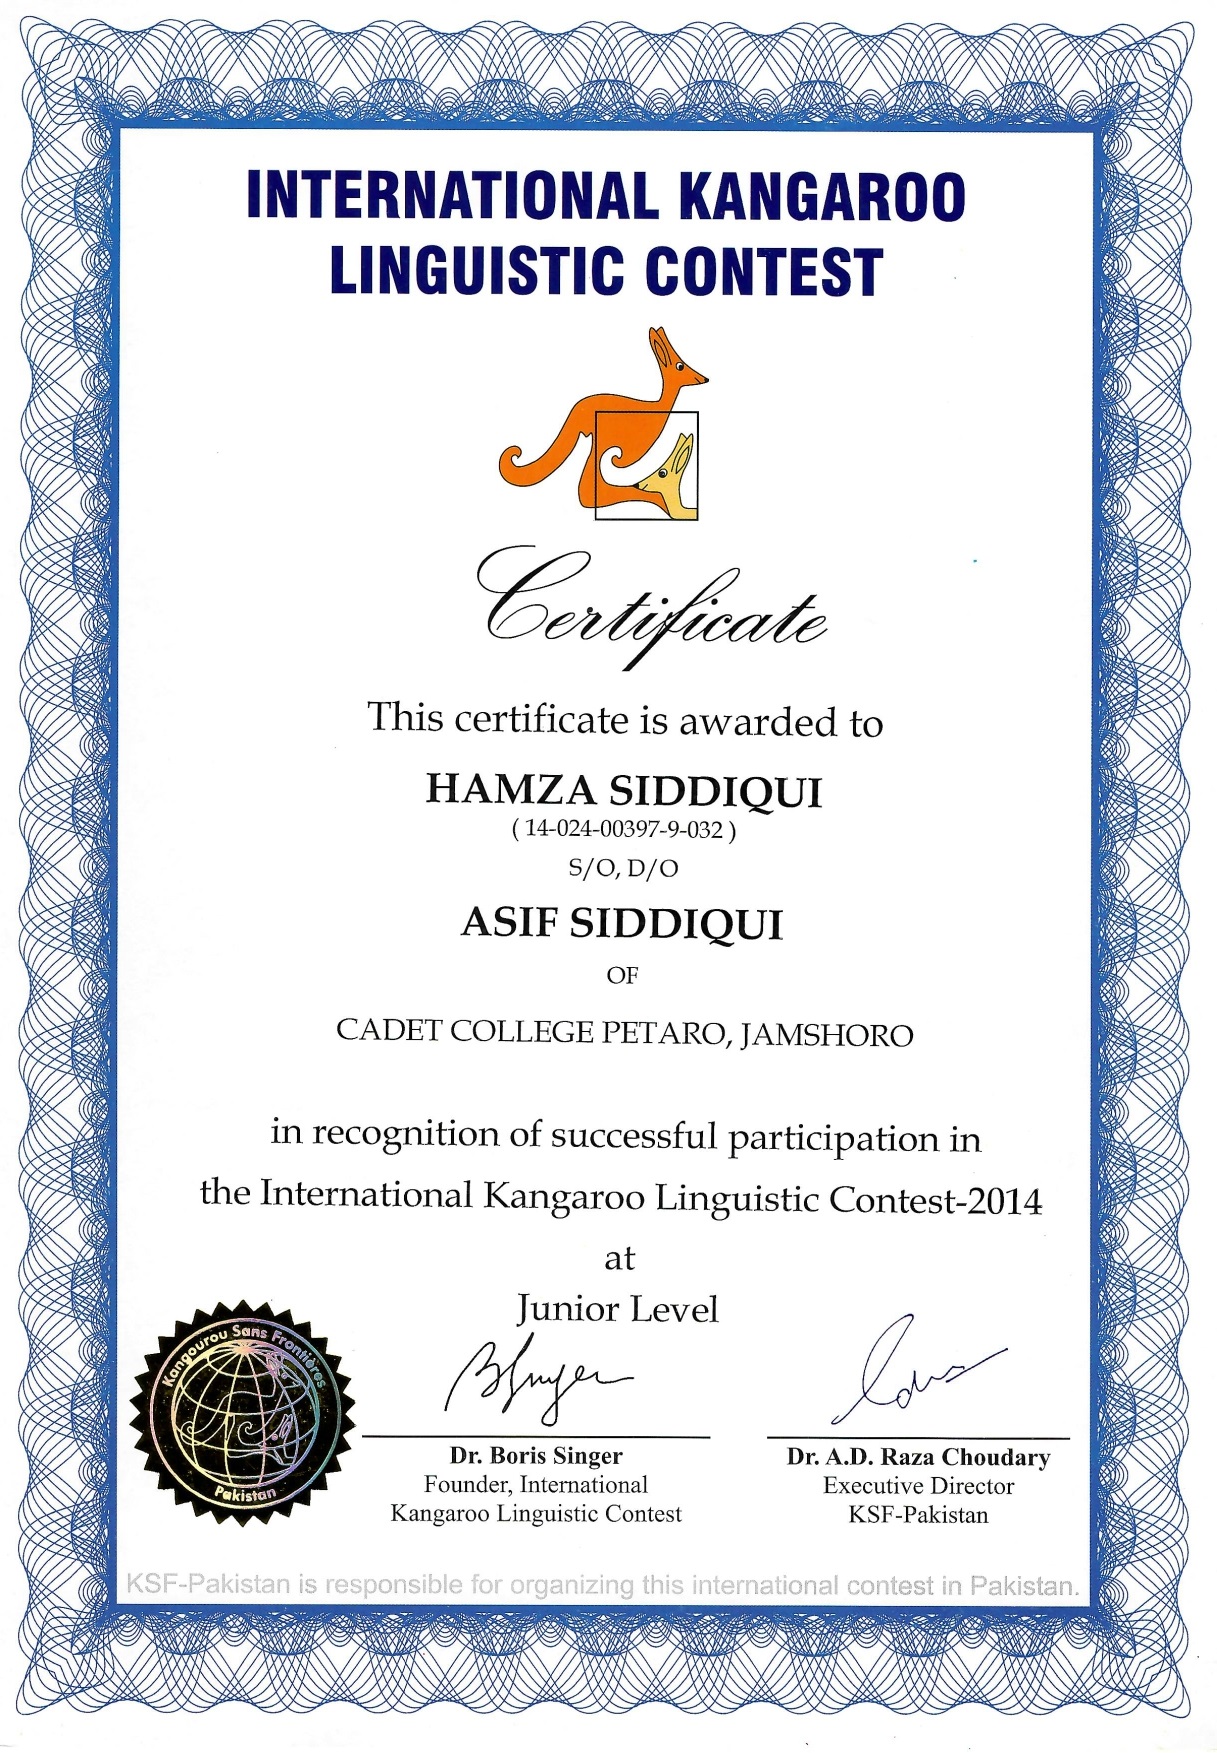 INTERNATIONAL KANGAROO
LINGUISTIC CONTEST
Certificate
This certificate is awarded to
HAMZA SIDDIQUI
( 14-024-00397-9-032 )
S/O, D/O
ASIF SIDDIQUI
OF
CADET COLLEGE PETARO, JAMSHORO
in recognition of successful participation in
the International Kangaroo Linguistic Contest-2014
at
Junior Level
Kangourou Sans Frontières
Pakistan
BSinger
Dr. Boris Singer
Founder, International
Kangaroo Linguistic Contest
Dr. A.D. Raza Choudary
Executive Director
KSF-Pakistan
KSF-Pakistan is responsible for organizing this international contest in Pakistan.